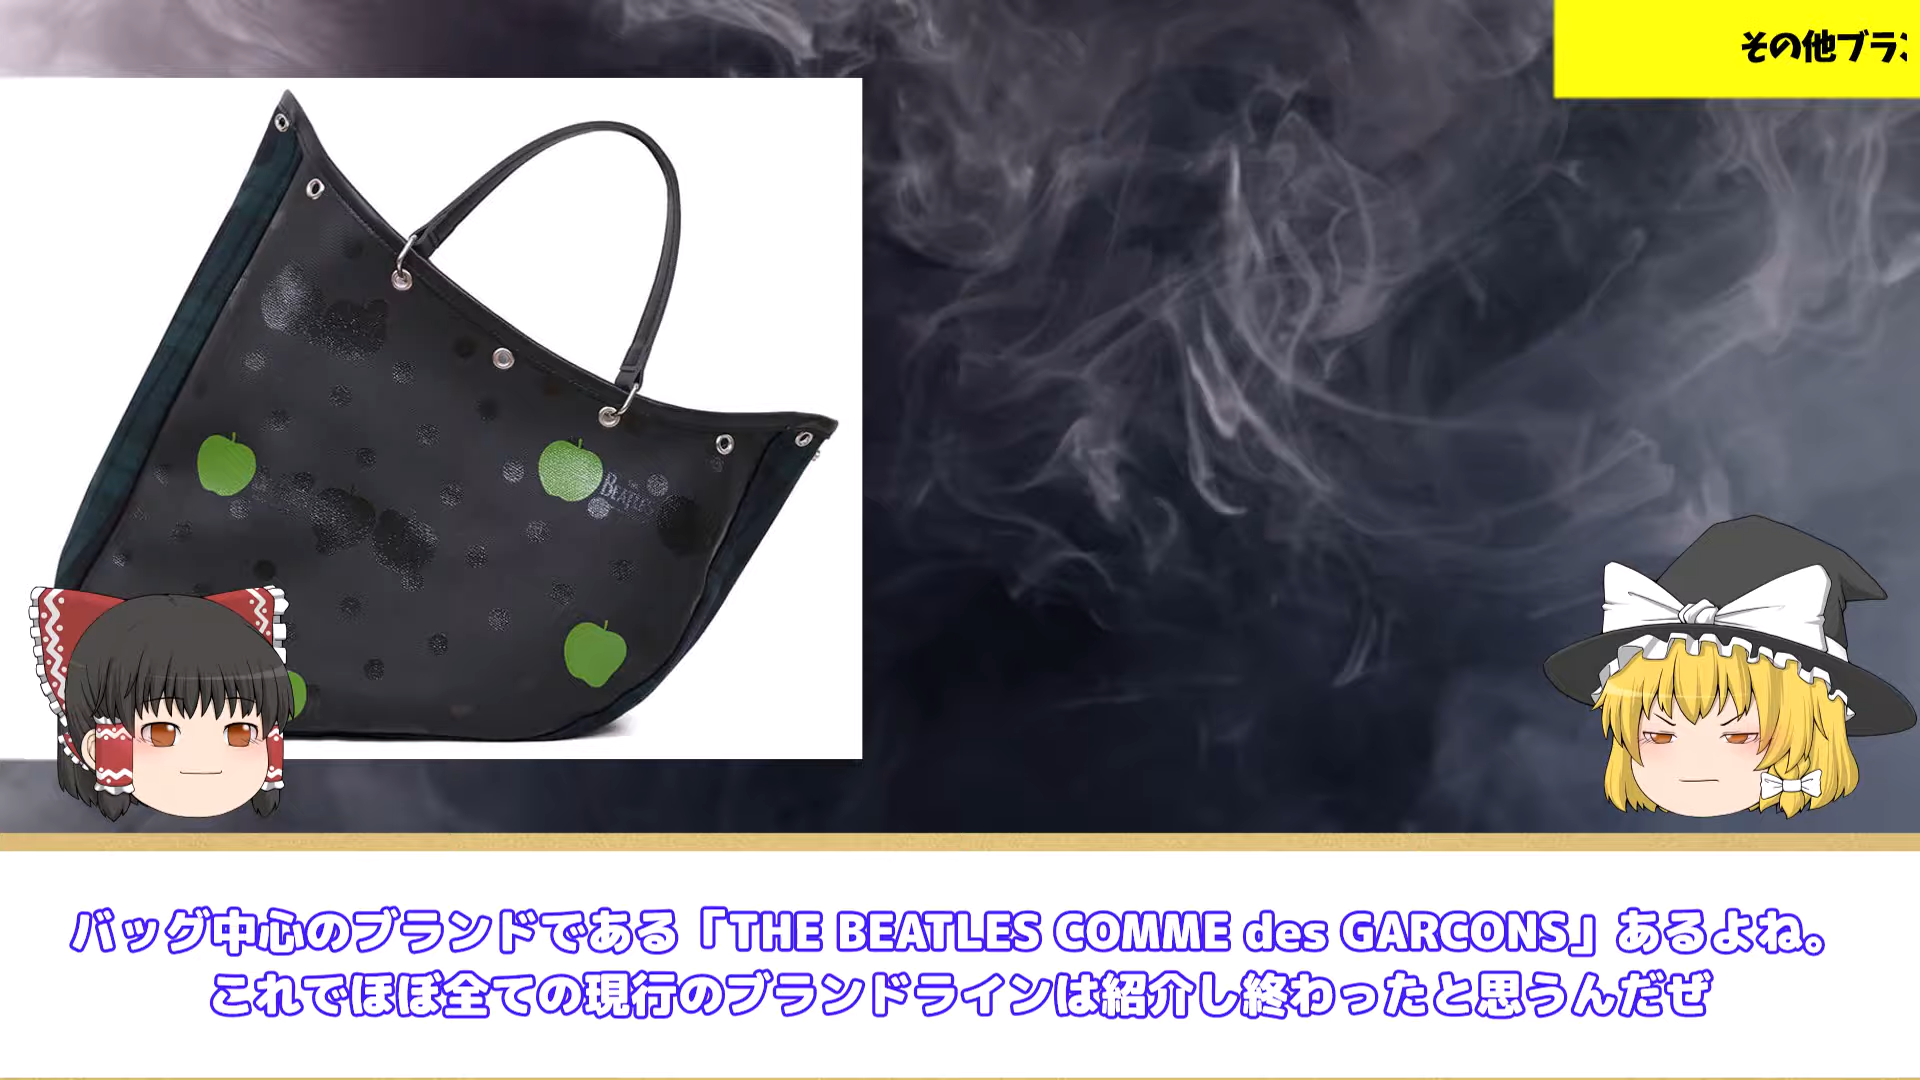 その他ブラ
BEATLES
バッグ中心のブランドである「THE BEATLES COMME des GARCONS」あるよね。
これでほぼ全ての現行のブランドラインは紹介し終わったと思うんだぜ